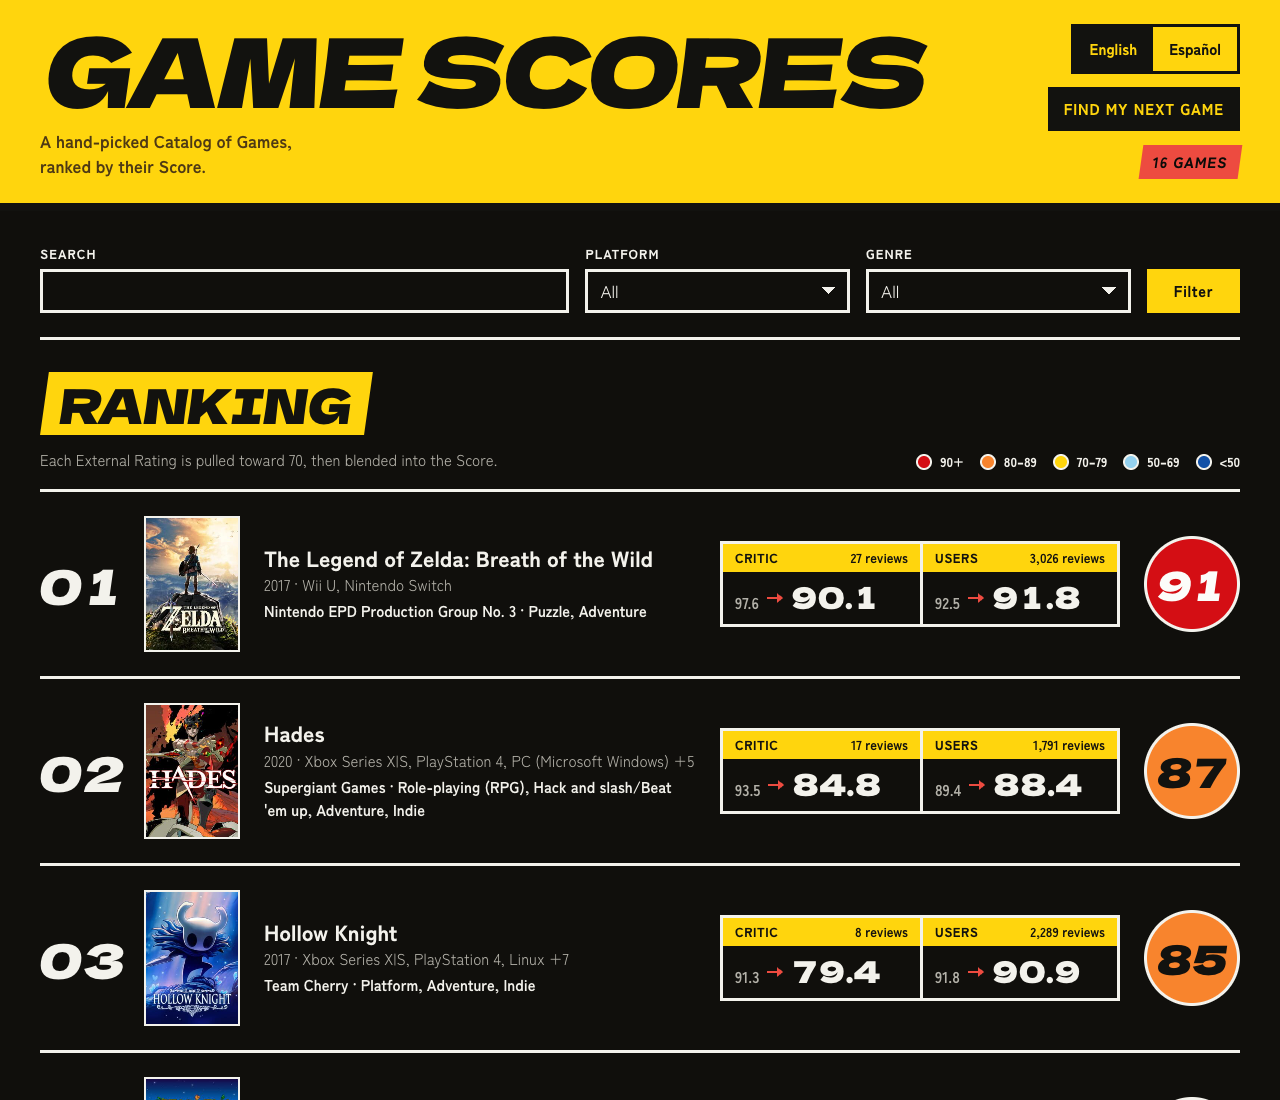 GAME SCORES
A hand-picked Catalog of Games,
ranked by their Score.
English Español
FIND MY NEXT GAME
16 GAMES
SEARCH
PLATFORM
GENRE
All
All
Filter
RANKING
Each External Rating is pulled toward 70, then blended into the Score.
90+ 80–89 70–79 50–69 <50
01
THE LEGEND OF
ZELDA
BREATH OF THE WILD
The Legend of Zelda: Breath of the Wild
2017 · Wii U, Nintendo Switch
Nintendo EPD Production Group No. 3 · Puzzle, Adventure
CRITIC 27 reviews
97.6 → 90.1
USERS 3,026 reviews
92.5 → 91.8
91
02
HADES
Hades
2020 · Xbox Series X|S, PlayStation 4, PC (Microsoft Windows) +5
Supergiant Games · Role-playing (RPG), Hack and slash/Beat
'em up, Adventure, Indie
CRITIC 17 reviews
93.5 → 84.8
USERS 1,791 reviews
89.4 → 88.4
87
03
HOLLOW KNIGHT
Hollow Knight
2017 · Xbox Series X|S, PlayStation 4, Linux +7
Team Cherry · Platform, Adventure, Indie
CRITIC 8 reviews
91.3 → 79.4
USERS 2,289 reviews
91.8 → 90.9
85